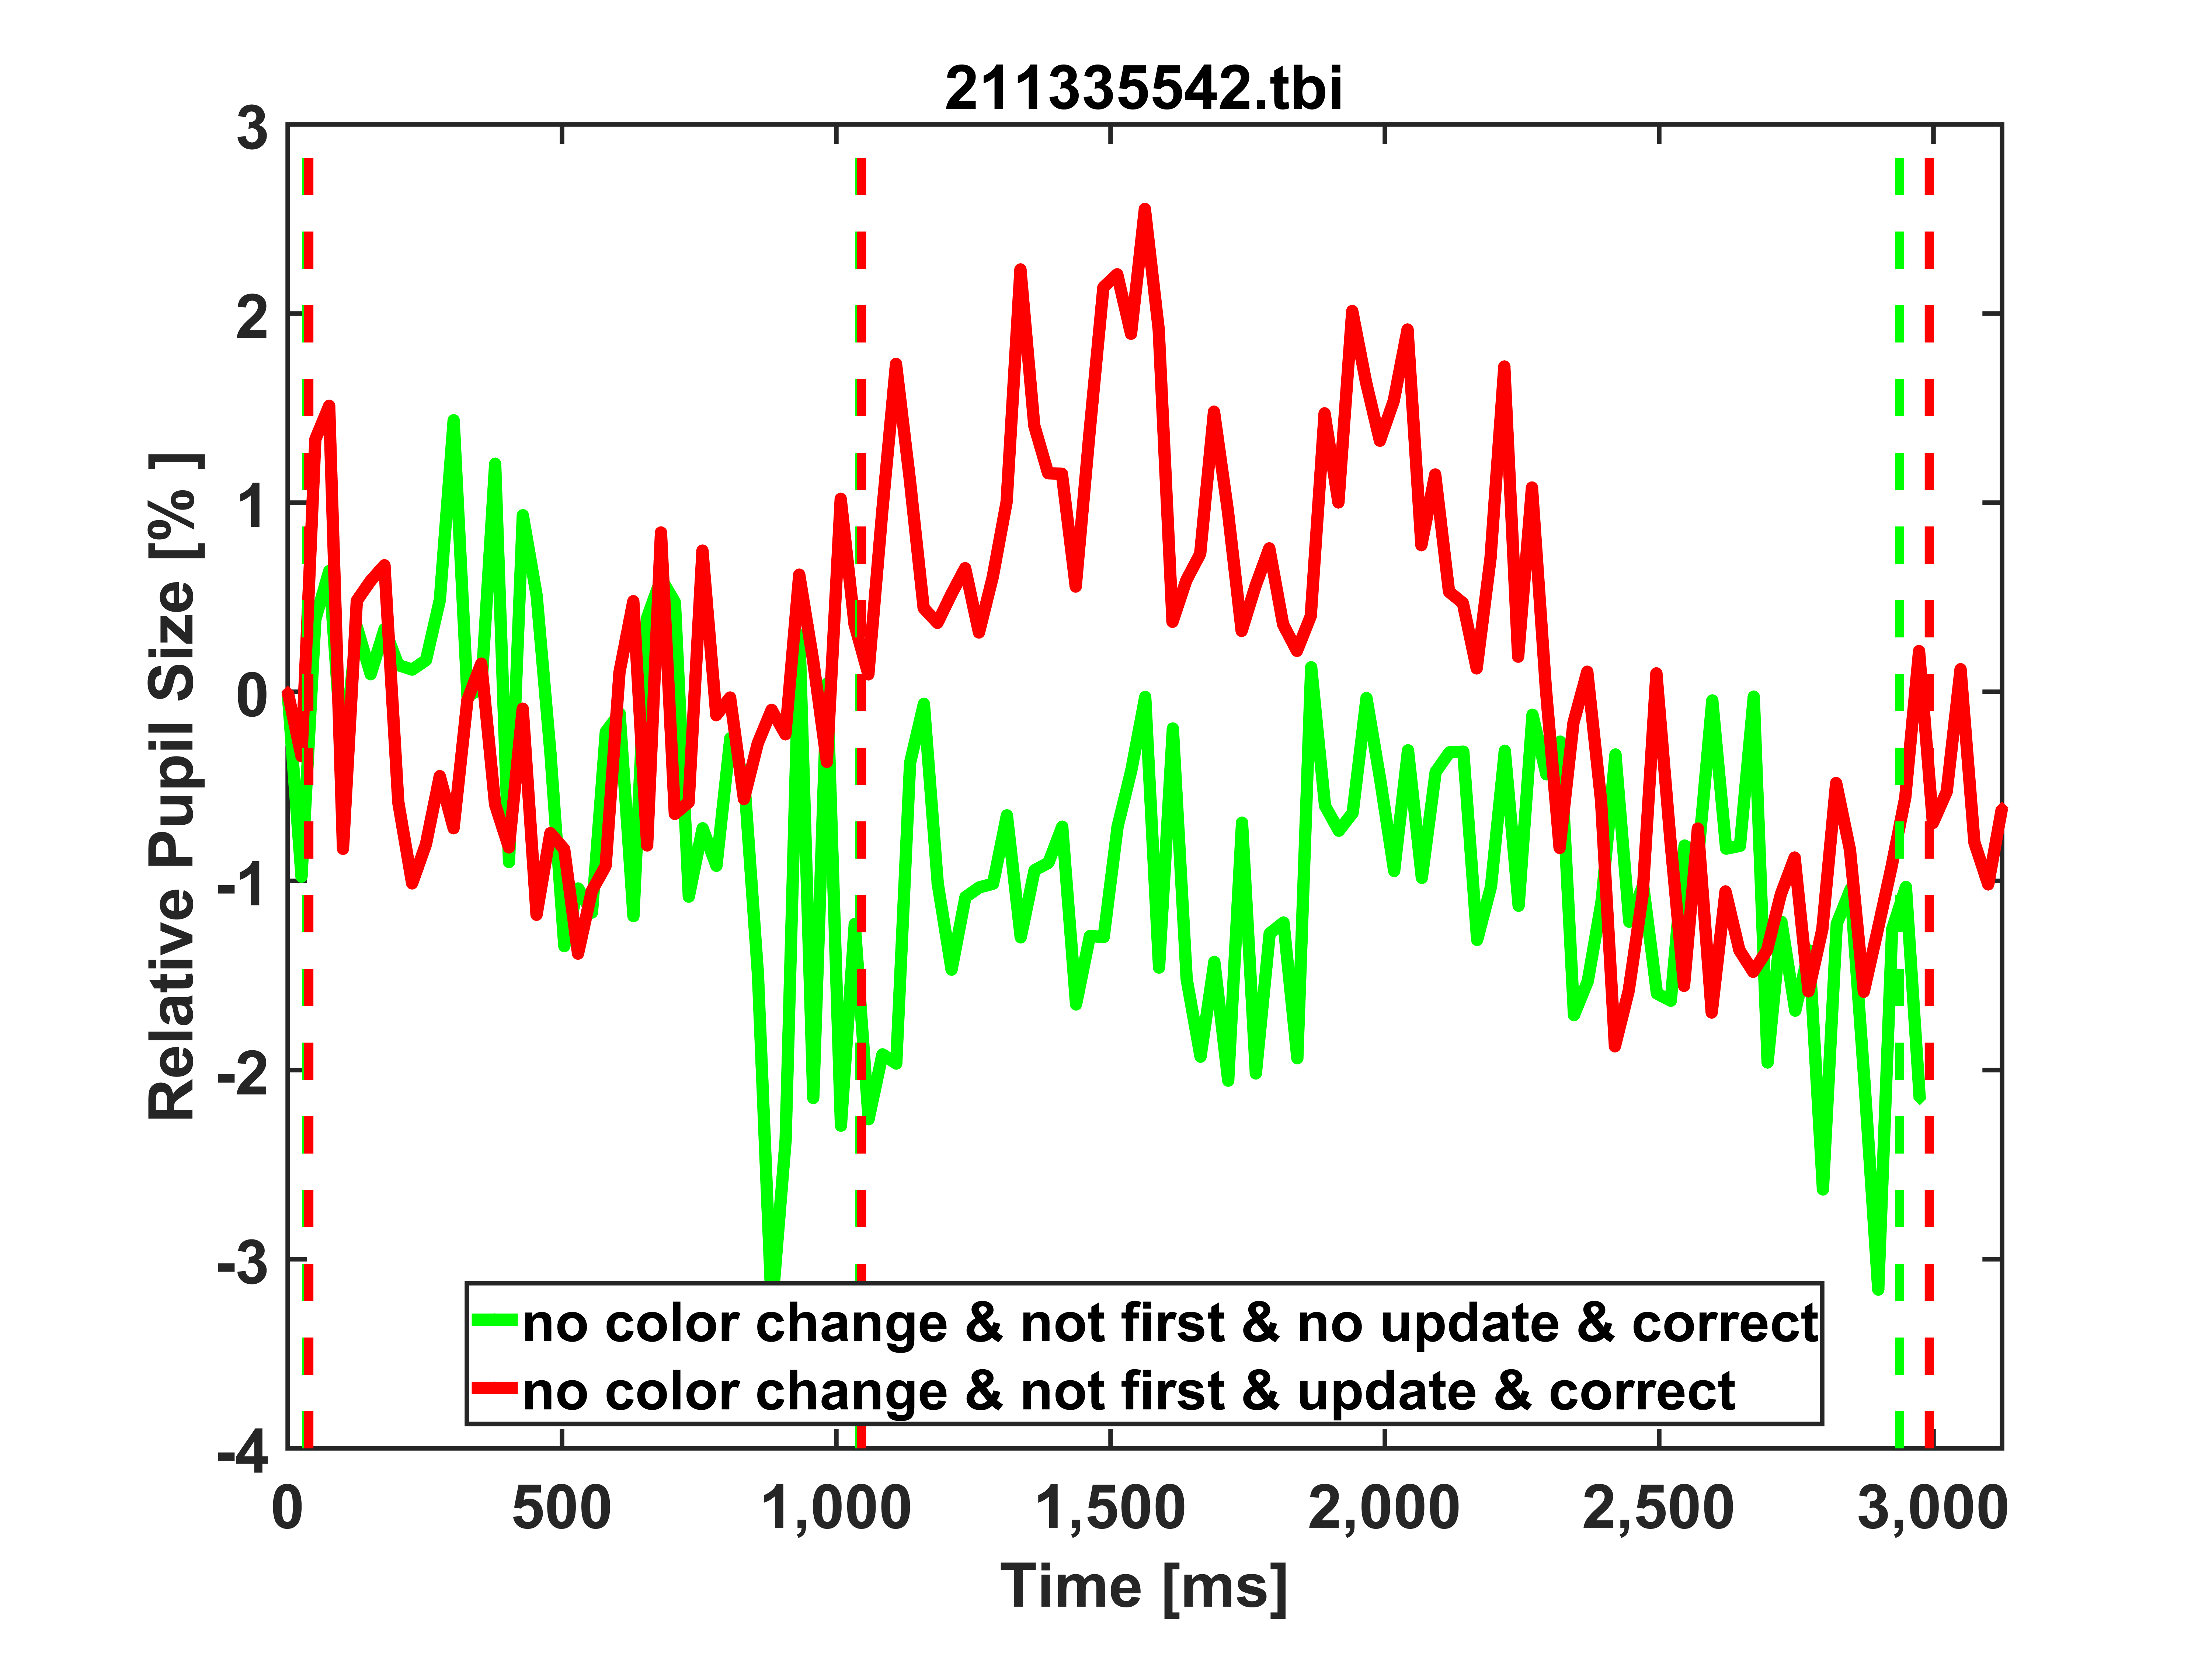 211335542.tbi
3
2
1
0
-1
-2
-3
-4
Relative Pupil Size [% ]
no color change & not first & no update & correct
no color change & not first & update & correct
0 500 1,000 1,500 2,000 2,500 3,000
Time [ms]